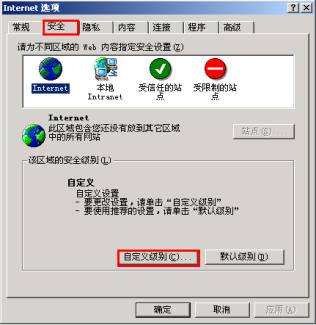 Internet 选项
常规 安全 隐私 内容 连接 程序 高级
请为不同区域的 Web 内容指定安全设置(Z)
Internet 本地 Intranet 受信任的站点 受限制的站点
Internet
此区域包含您还没有放到其它区域
中的所有网站
站点(S)...
该区域的安全级别(L)
自定义
自定义设置
- 要更改设置，请单击“自定义级别”
- 要使用推荐的设置，请单击“默认级别”
自定义级别(C)... 默认级别(D)
确定 取消 应用(A)